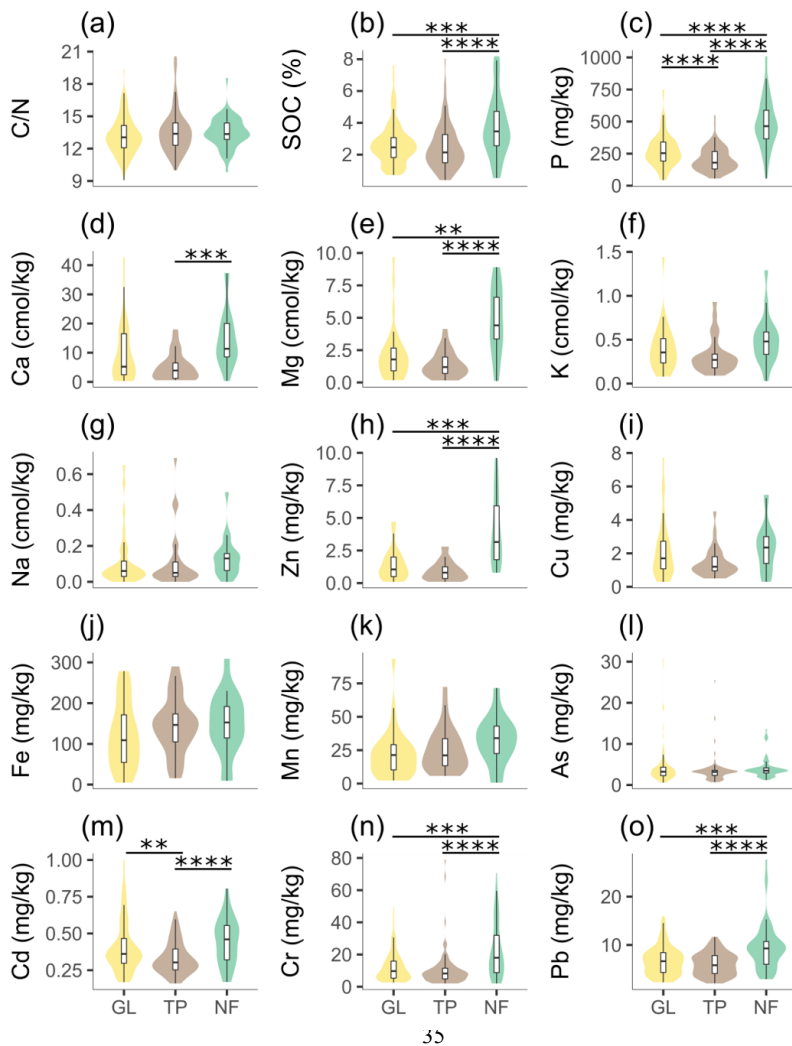 (a) (b) (c)
*** ****
**** **** ****
C/N 21 18 15 12 9
SOC (%) 8 6 4 2
P (mg/kg) 1000 750 500 250 0
(d) (e) (f)
*** ** ****
Ca (cmol/kg) 40 30 20 10 0
Mg (cmol/kg) 10.0 7.5 5.0 2.5 0.0
K (cmol/kg) 1.5 1.0 0.5 0.0
(g) (h) (i)
*** ****
Na (cmol/kg) 0.6 0.4 0.2 0.0
Zn (mg/kg) 10.0 7.5 5.0 2.5 0.0
Cu (mg/kg) 8 6 4 2 0
(j) (k) (l)
Fe (mg/kg) 300 200 100 0
Mn (mg/kg) 75 50 25 0
As (mg/kg) 30 20 10 0
(m) (n) (o)
** *** ***
**** **** ****
Cd (mg/kg) 1.00 0.75 0.50 0.25
Cr (mg/kg) 80 60 40 20 0
Pb (mg/kg) 20 10
GL TP NF GL TP NF GL TP NF
35